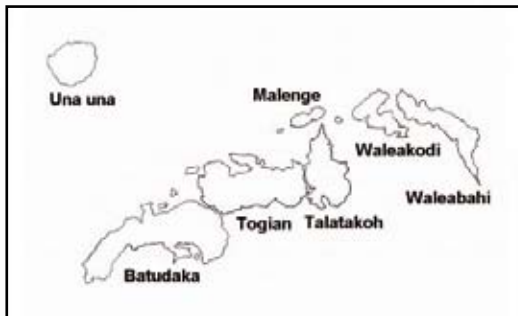 Una una
Malenge
Waleakodi
Waleabahi
Togian
Talatakoh
Batudaka